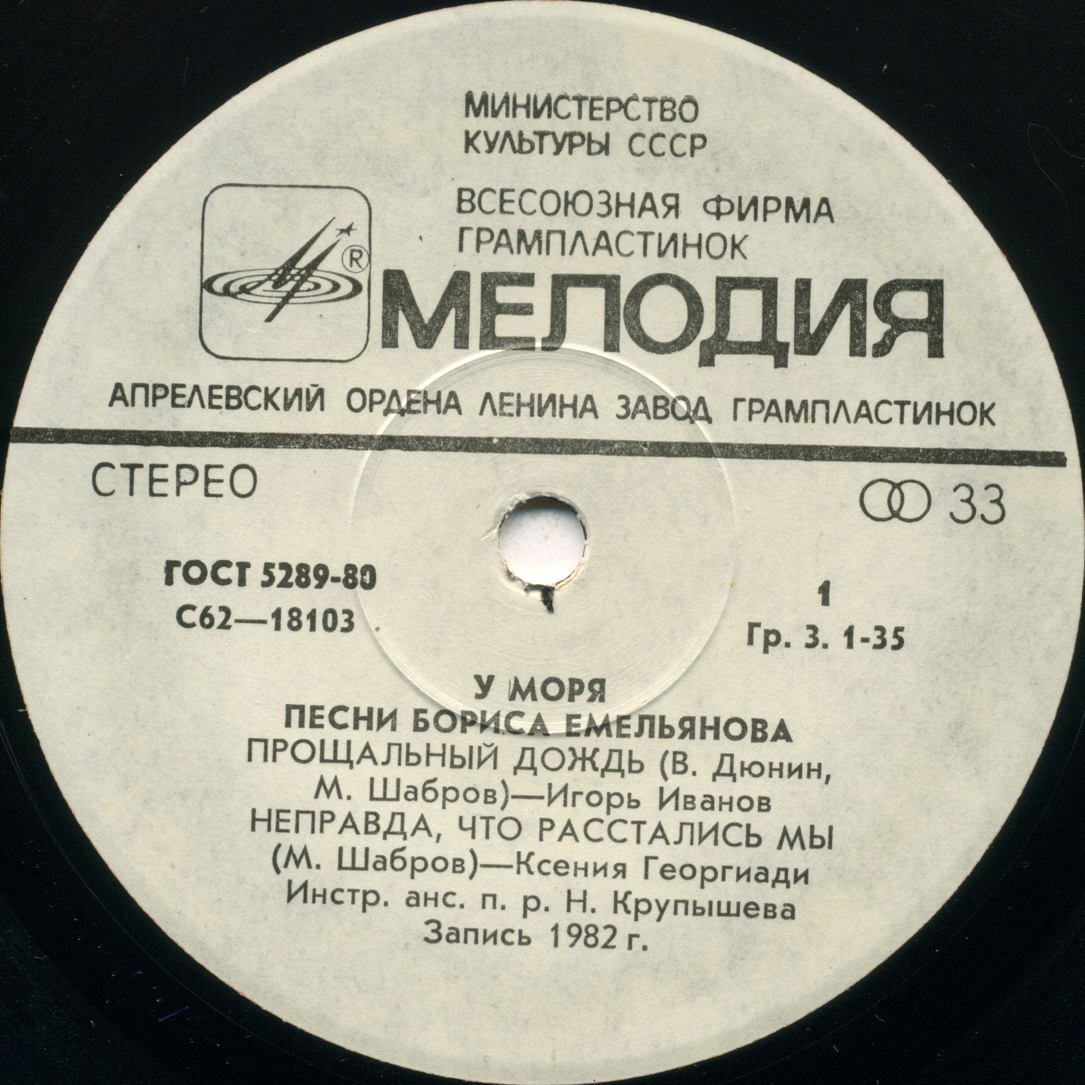 МИНИСТЕРСТВО
КУЛЬТУРЫ СССР
ВСЕСОЮЗНАЯ ФИРМА
ГРАМПЛАСТИНОК
®
МЕЛОДИЯ
АПРЕЛЕВСКИЙ ОРДЕНА ЛЕНИНА ЗАВОД ГРАМПЛАСТИНОК
СТЕРЕО
33
ГОСТ 5289-80
С62—18103
1
Гр. 3. 1-35
У МОРЯ
ПЕСНИ БОРИСА ЕМЕЛЬЯНОВА
ПРОЩАЛЬНЫЙ ДОЖДЬ (В. Дюнин,
М. Шабров)—Игорь Иванов
НЕПРАВДА, ЧТО РАССТАЛИСЬ МЫ
(М. Шабров)—Ксения Георгиади
Инстр. анс. п. р. Н. Крупышева
Запись 1982 г.